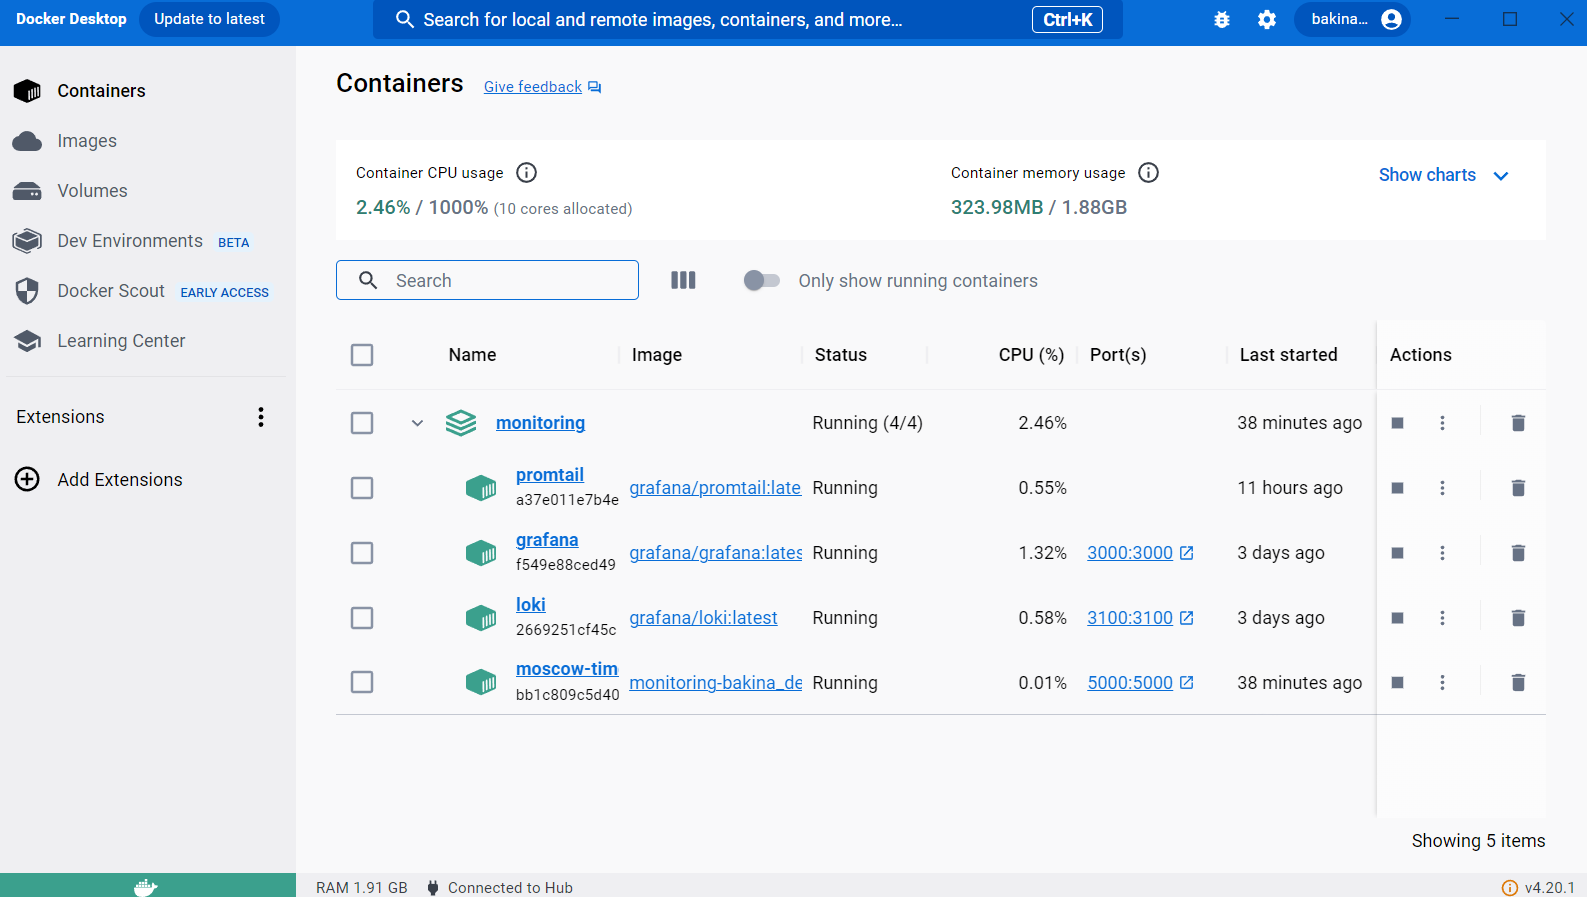 Docker Desktop Update to latest Search for local and remote images, containers, and more... Ctrl+K bakina...
Containers
Images
Volumes
Dev Environments BETA
Docker Scout EARLY ACCESS
Learning Center
Extensions
Add Extensions
Containers Give feedback
Container CPU usage
2.46% / 1000% (10 cores allocated)
Container memory usage
323.98MB / 1.88GB
Show charts
Search
Only show running containers
Name Image Status CPU (%) Port(s) Last started Actions
monitoring Running (4/4) 2.46% 38 minutes ago
promtail
a37e011e7b4e
grafana/promtail:late Running 0.55% 11 hours ago
grafana
f549e88ced49
grafana/grafana:lates Running 1.32% 3000:3000 3 days ago
loki
2669251cf45c
grafana/loki:latest Running 0.58% 3100:3100 3 days ago
moscow-tim
bb1c809c5d40
monitoring-bakina_de Running 0.01% 5000:5000 38 minutes ago
Showing 5 items
RAM 1.91 GB Connected to Hub v4.20.1